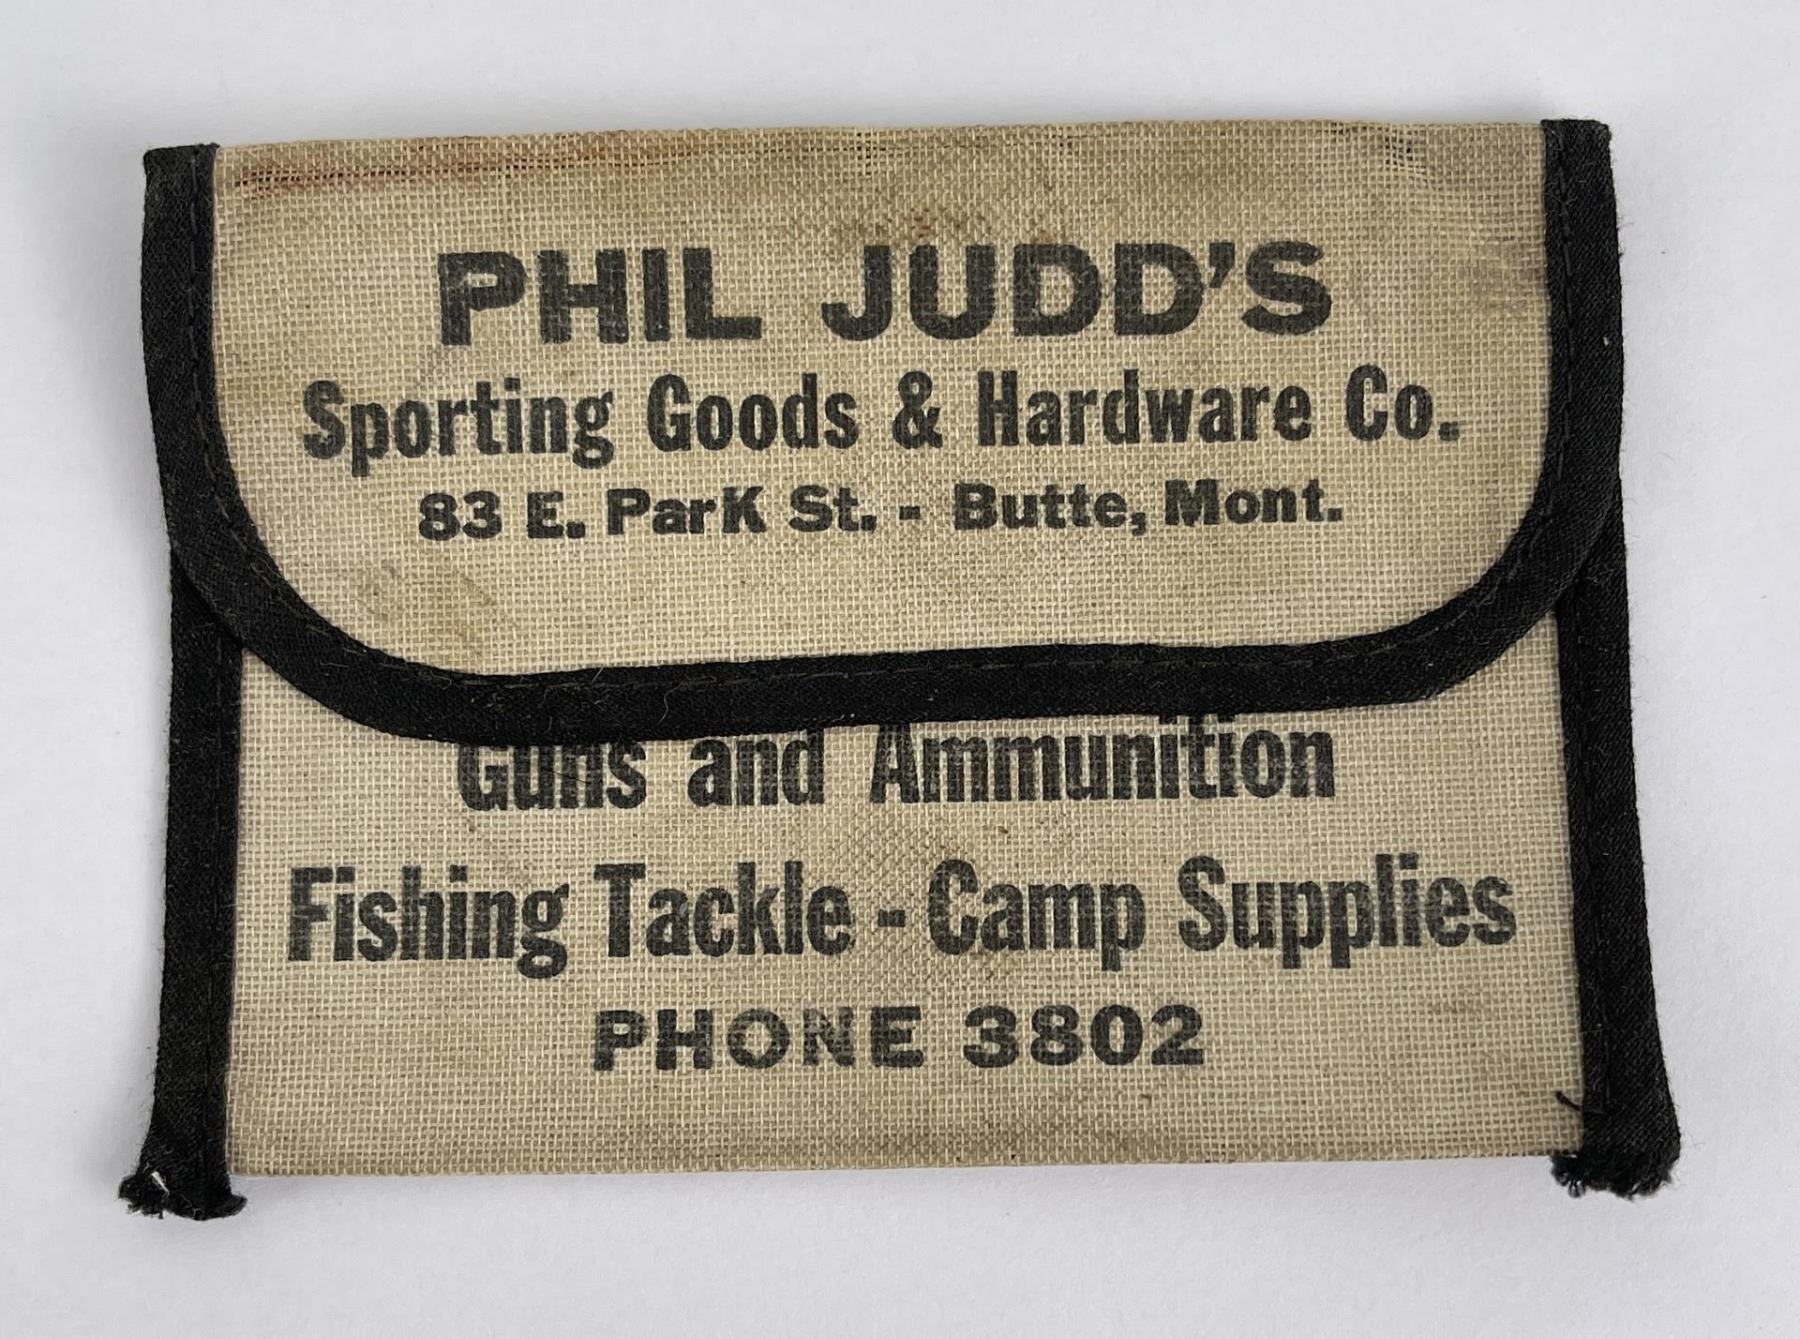 PHIL JUDD'S
Sporting Goods & Hardware Co.
83 E. ParK St. - Butte, Mont.
Guns and Ammunition
Fishing Tackle - Camp Supplies
PHONE 3802